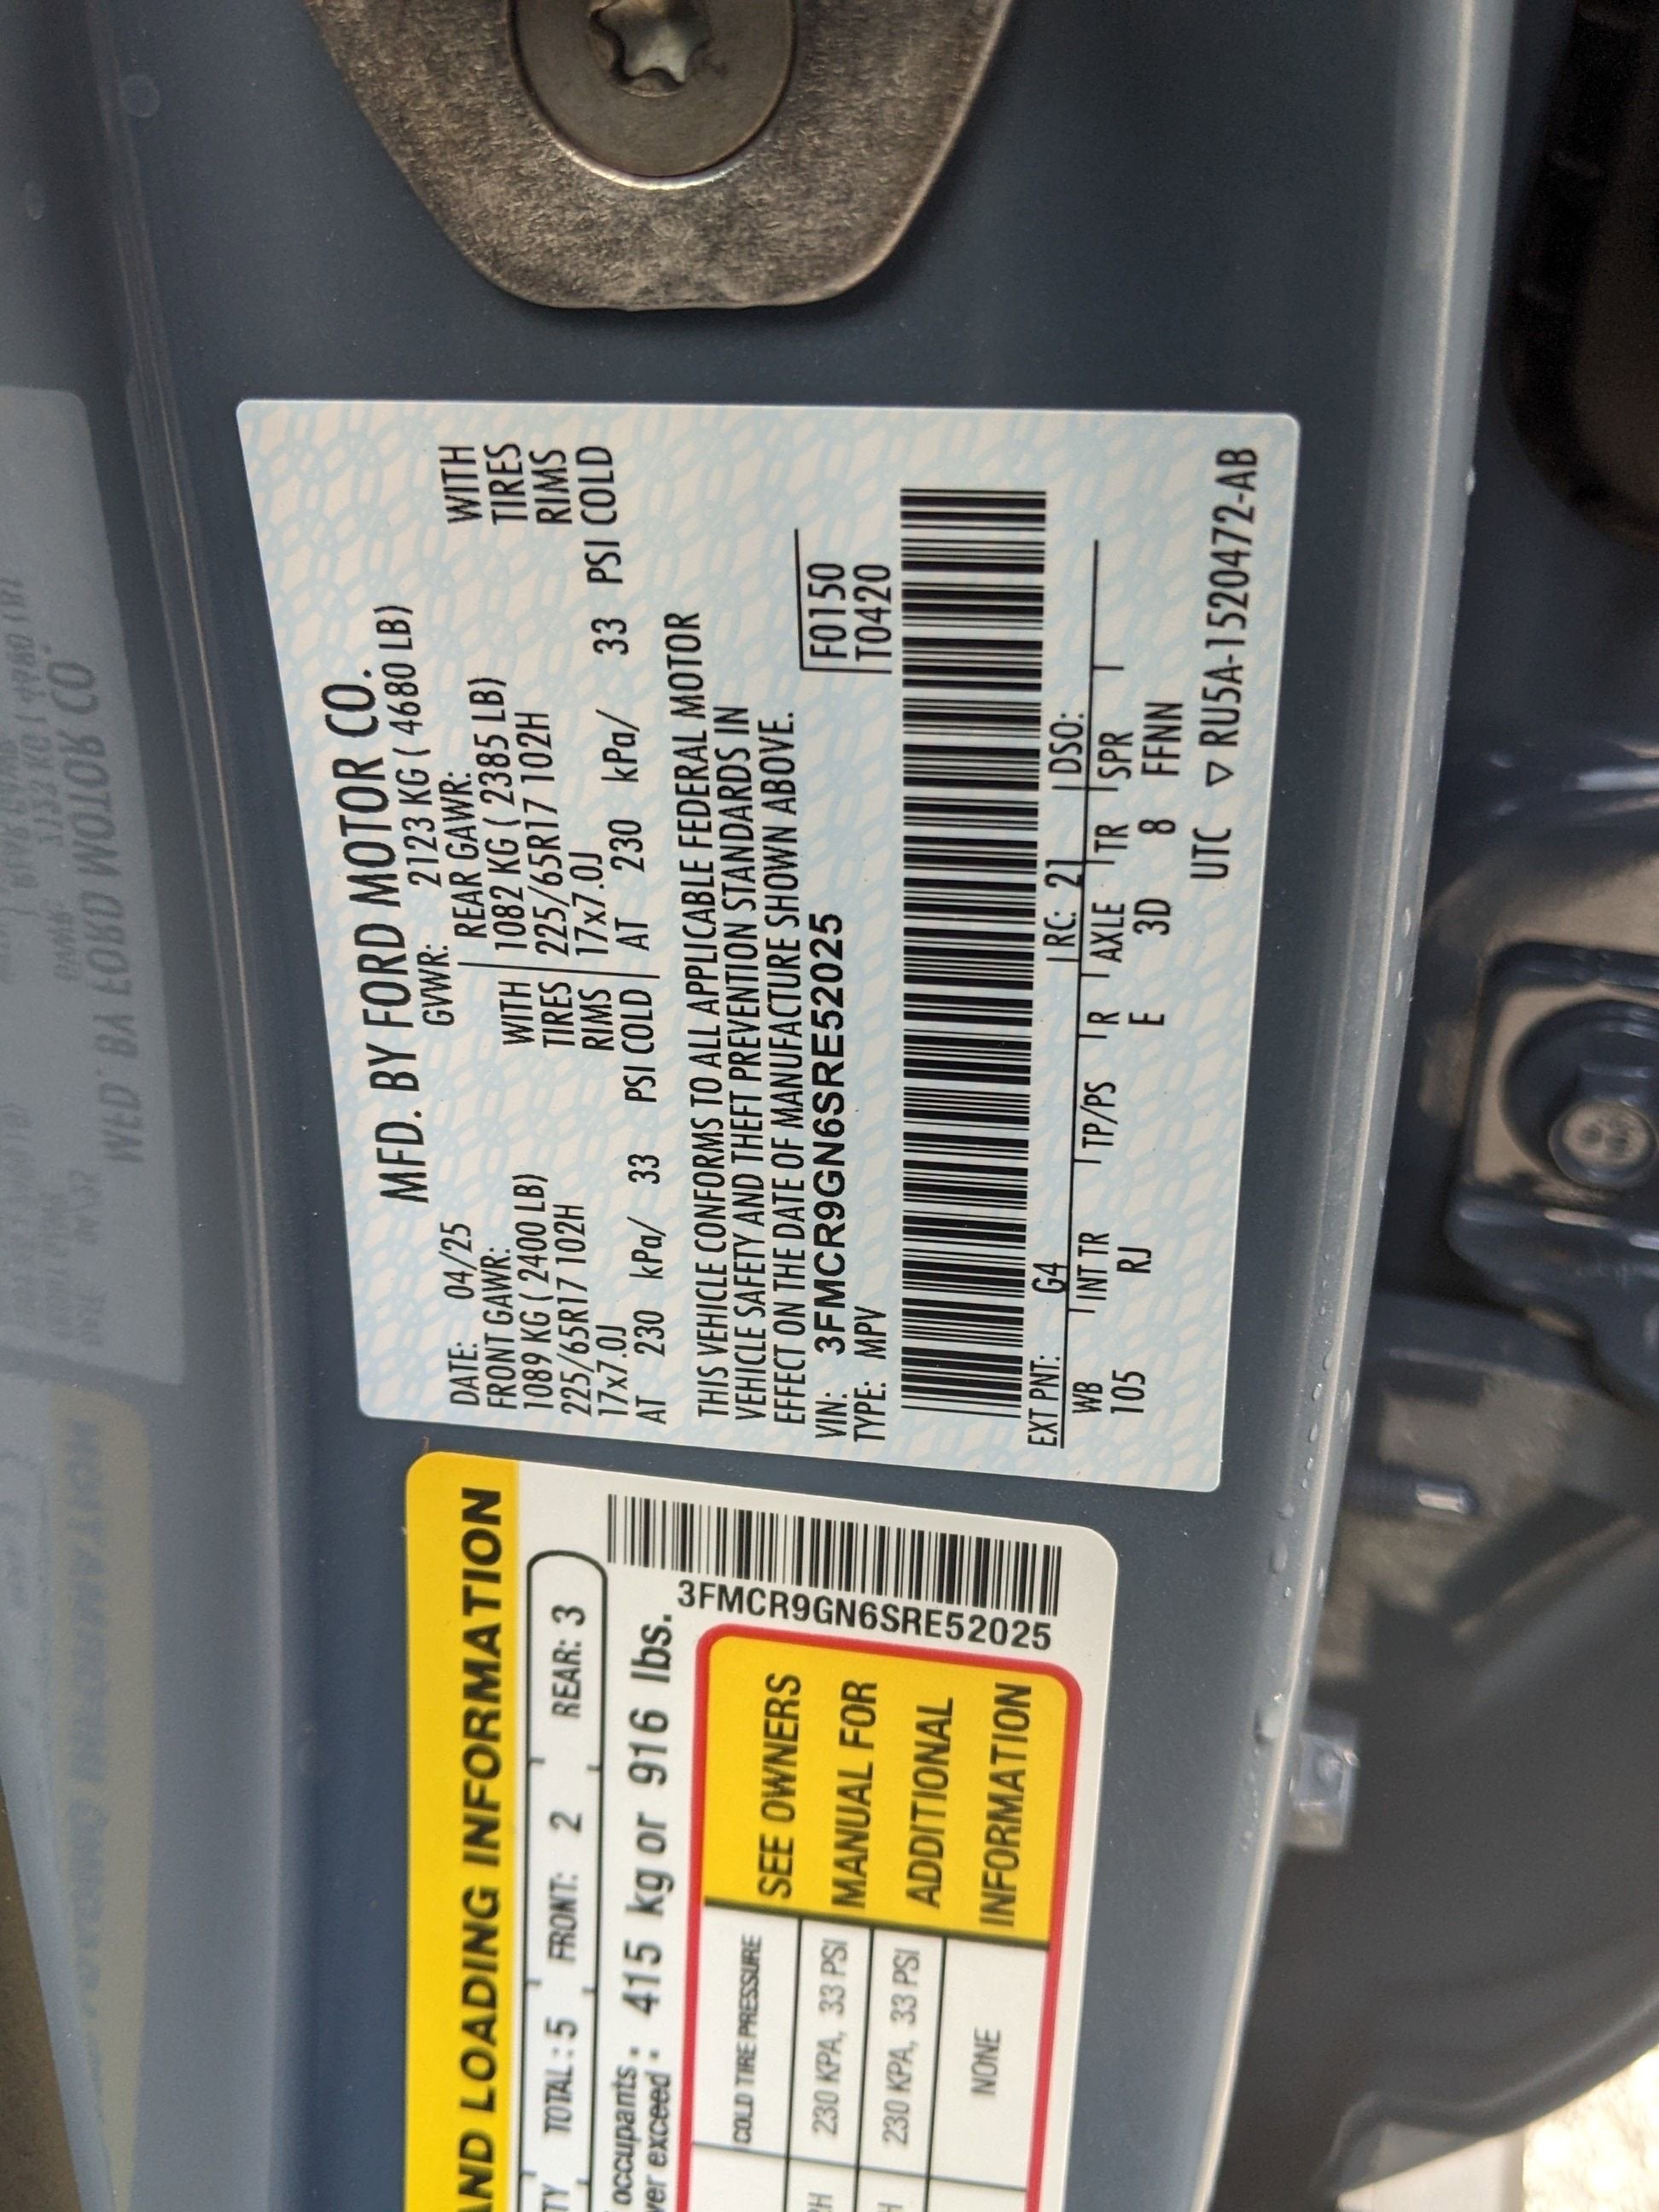 MFD. BY FORD MOTOR CO.
DATE: 04/25 GVWR: 2123 KG ( 4680 LB)
FRONT GAWR: REAR GAWR:
1089 KG ( 2400 LB) WITH 1082 KG ( 2385 LB) WITH
225/65R17 102H TIRES 225/65R17 102H TIRES
17x7.0J RIMS 17x7.0J RIMS
AT 230 kPa/ 33 PSI COLD AT 230 kPa/ 33 PSI COLD
THIS VEHICLE CONFORMS TO ALL APPLICABLE FEDERAL MOTOR
VEHICLE SAFETY AND THEFT PREVENTION STANDARDS IN
EFFECT ON THE DATE OF MANUFACTURE SHOWN ABOVE.
VIN: 3FMCR9GN6SRE52025 F0150
TYPE: MPV T0420
EXT PNT: G4 RC: 21 DSO:
WB INT TR TP/PS R AXLE TR SPR
105 RJ E 3D 8 FFNN
UTC ▽ RU5A-1520472-AB
AND LOADING INFORMATION
TOTAL: 5 FRONT: 2 REAR: 3
occupants :
exceed : 415 kg or 916 lbs.
3FMCR9GN6SRE52025
COLD TIRE PRESSURE
230 KPA, 33 PSI
230 KPA, 33 PSI
NONE
SEE OWNERS
MANUAL FOR
ADDITIONAL
INFORMATION